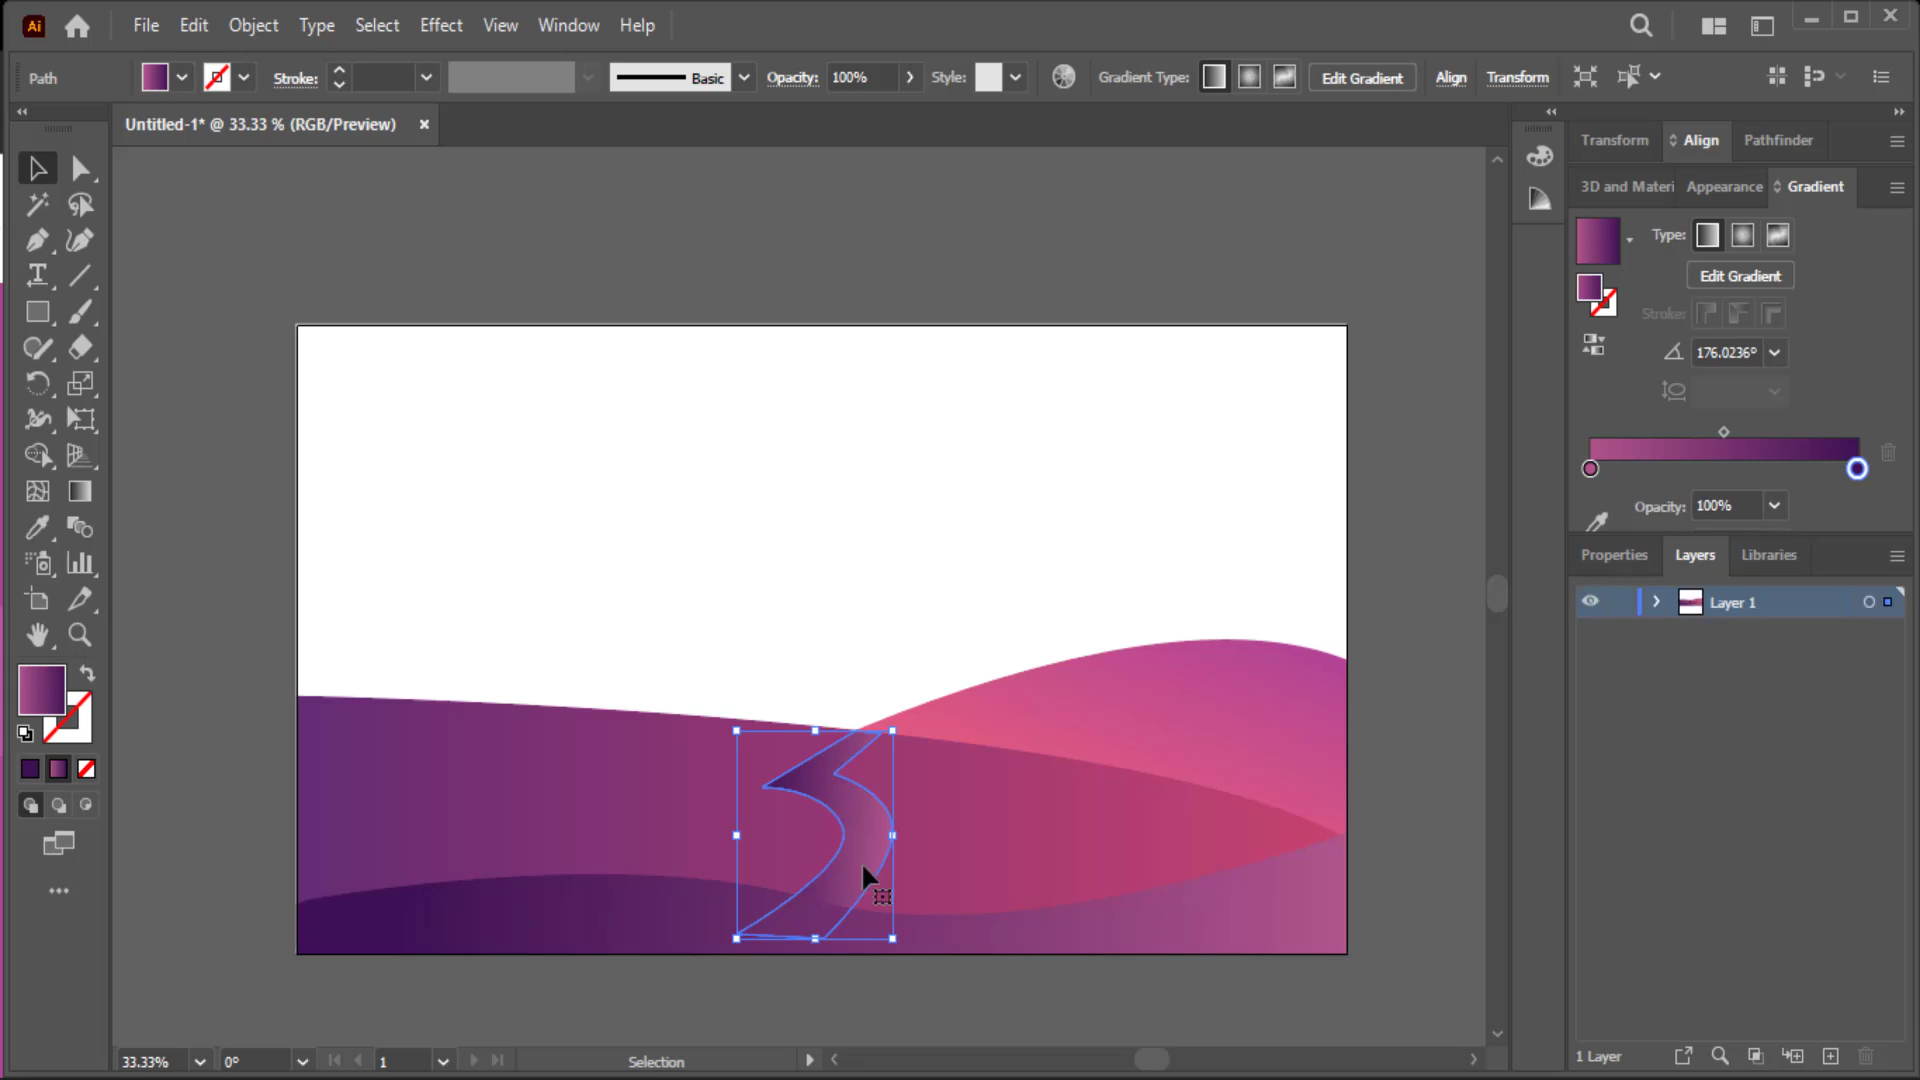 Ai File Edit Object Type Select Effect View Window Help
Path Stroke: Basic Opacity: 100% Style: Gradient Type: Edit Gradient Align Transform
Untitled-1* @ 33.33 % (RGB/Preview)
Transform Align Pathfinder
3D and Materi Appearance Gradient
Type:
Edit Gradient
Stroke:
176.0236°
Opacity: 100%
Properties Layers Libraries
Layer 1
33.33% 0° 1 Selection
1 Layer